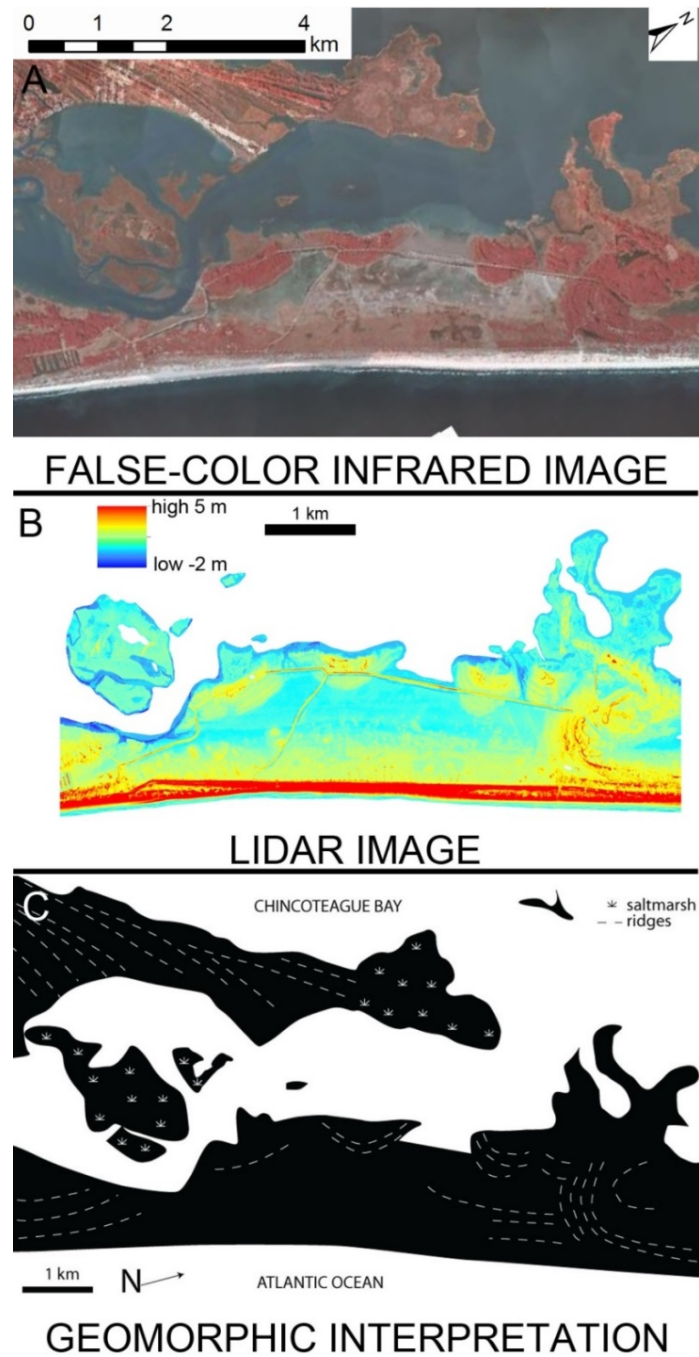 0 1 2 4
km
N
A
FALSE-COLOR INFRARED IMAGE
B
high 5 m
low -2 m
1 km
LIDAR IMAGE
C
CHINCOTEAGUE BAY
saltmarsh
ridges
1 km
N
ATLANTIC OCEAN
GEOMORPHIC INTERPRETATION